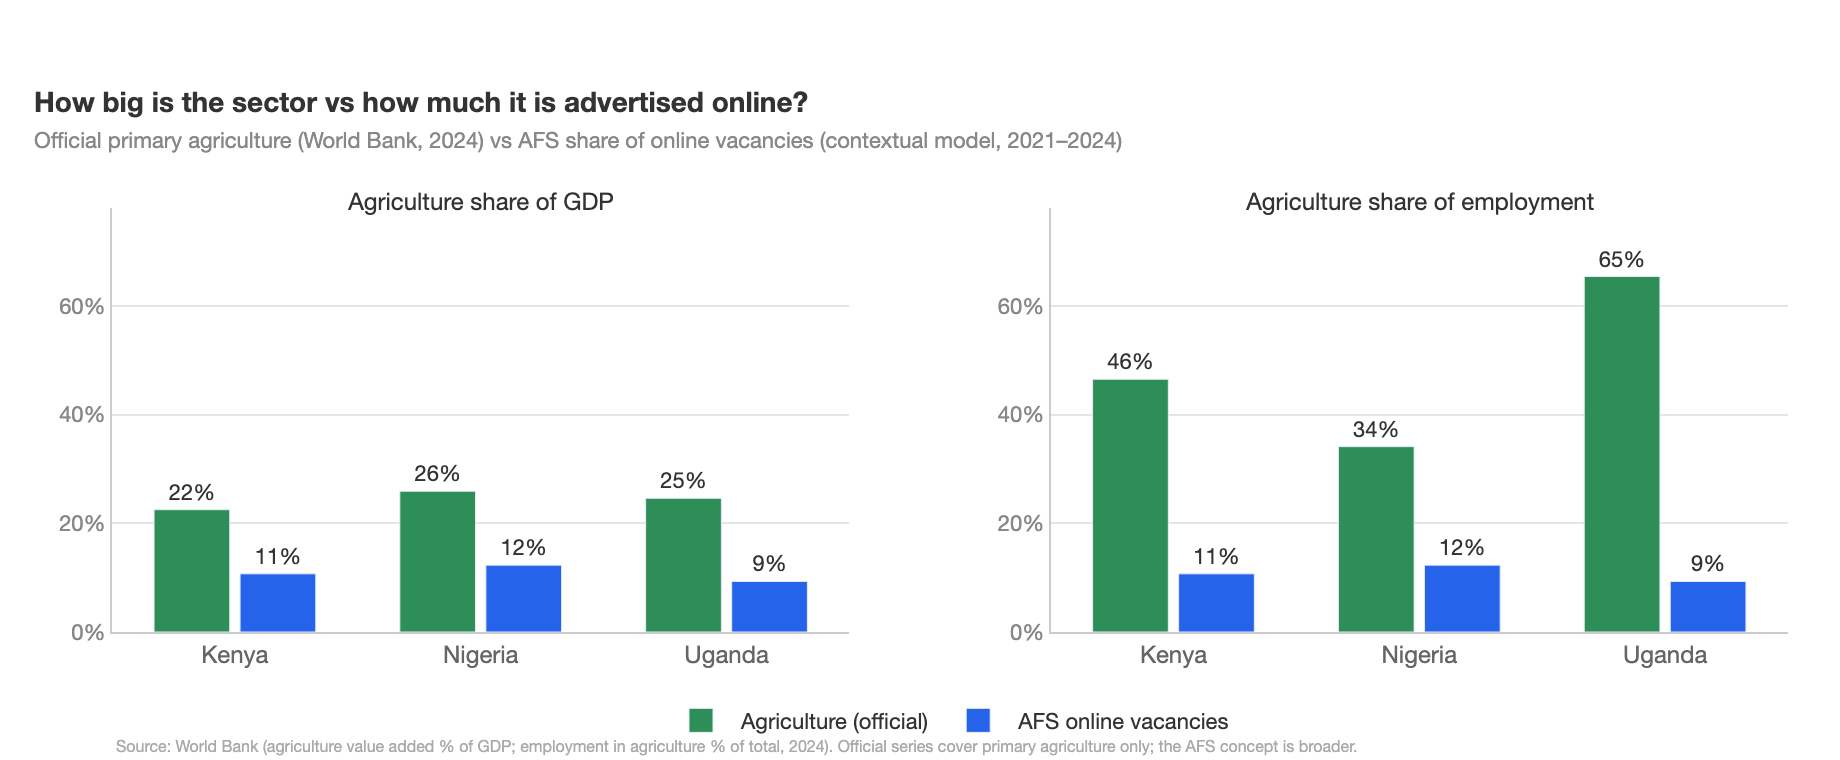 How big is the sector vs how much it is advertised online?
Official primary agriculture (World Bank, 2024) vs AFS share of online vacancies (contextual model, 2021–2024)
Agriculture share of GDP
60%
40%
20%
0%
22%
11%
26%
12%
25%
9%
Kenya
Nigeria
Uganda
Agriculture share of employment
60%
40%
20%
0%
46%
11%
34%
12%
65%
9%
Kenya
Nigeria
Uganda
Agriculture (official)
AFS online vacancies
Source: World Bank (agriculture value added % of GDP; employment in agriculture % of total, 2024). Official series cover primary agriculture only; the AFS concept is broader.